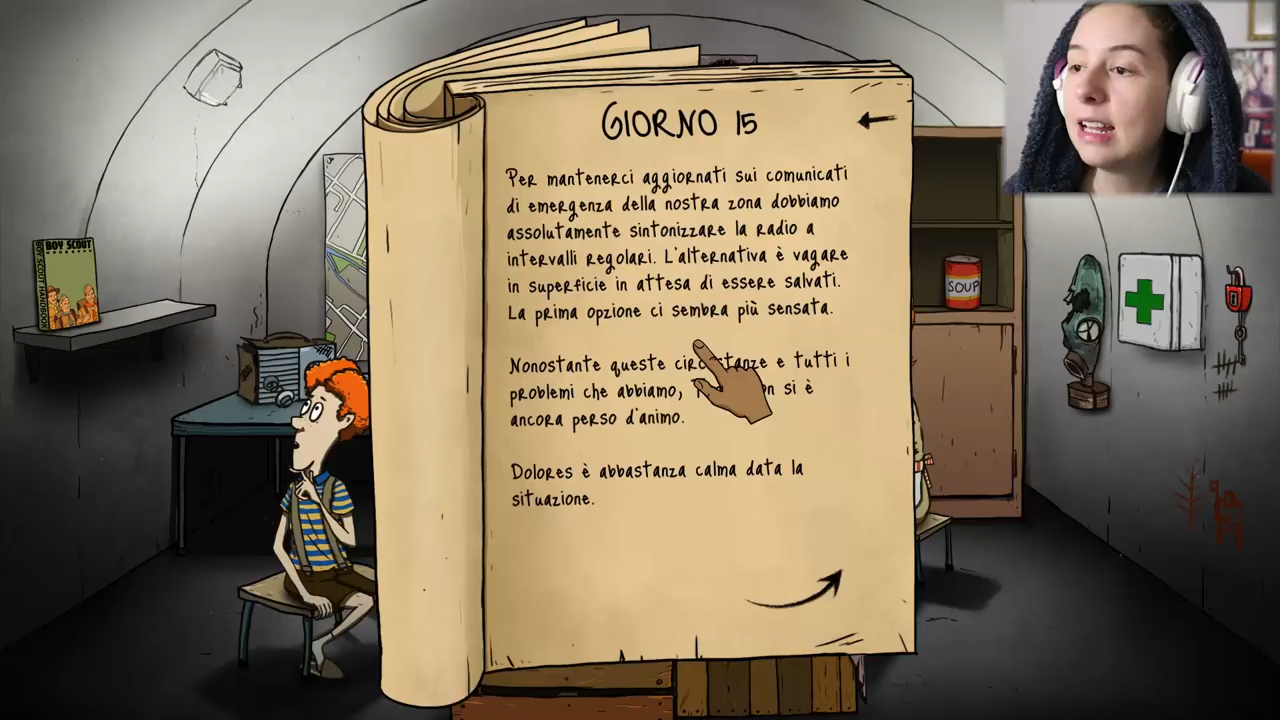 GIORNO 15
Per mantenerci aggiornati sui comunicati
di emergenza della nostra zona dobbiamo
assolutamente sintonizzare la radio a
intervalli regolari. L'alternativa è vagare
in superficie in attesa di essere salvati.
La prima opzione ci sembra più sensata.
Nonostante queste e tutti i
problemi che abbiamo, si è
ancora perso d'animo.
Dolores è abbastanza calma data la
situazione.
BOY SCOUT
BOY SCOUT HANDBOOK
SOUP